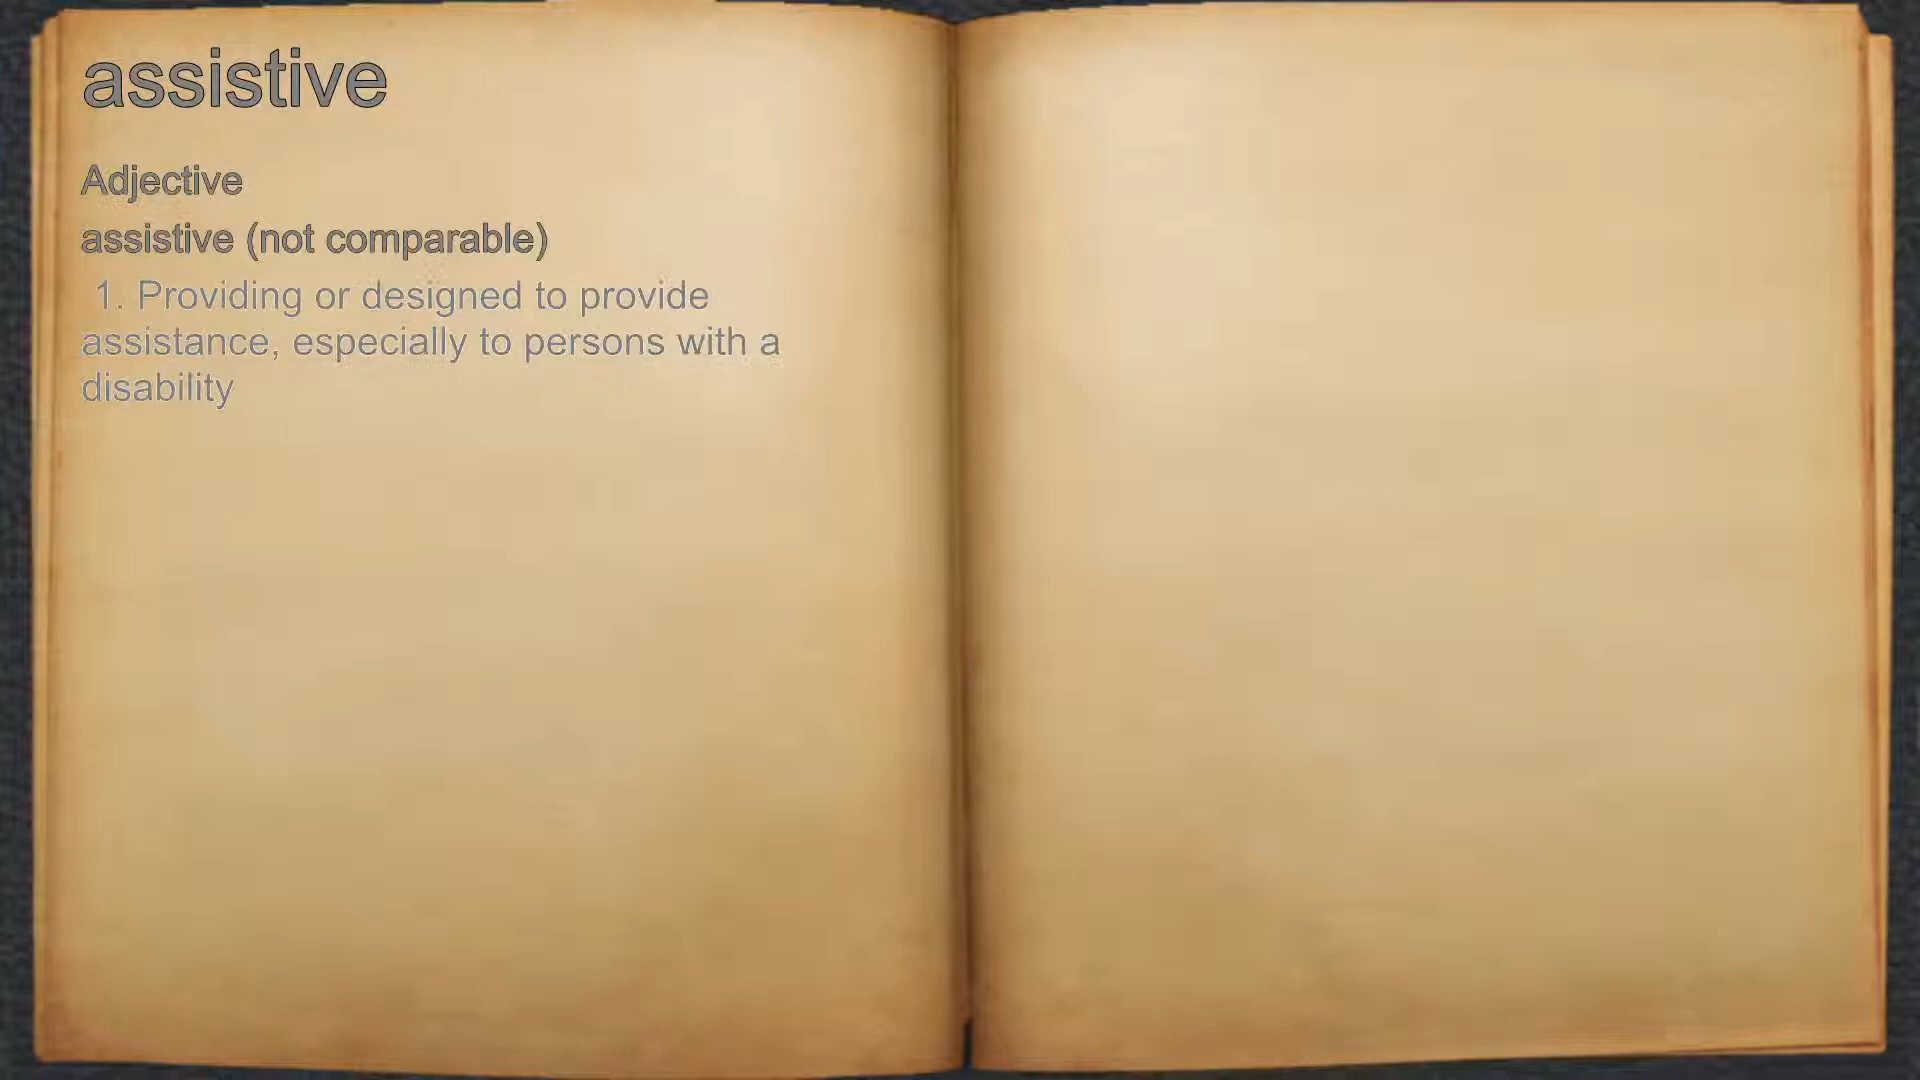 assistive
Adjective
assistive (not comparable)
1. Providing or designed to provide
assistance, especially to persons with a
disability